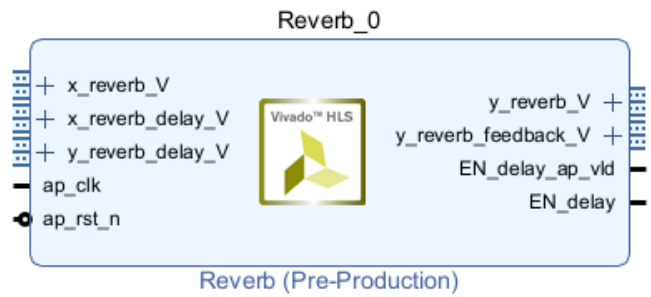 Reverb_0
x_reverb_V
x_reverb_delay_V
y_reverb_delay_V
ap_clk
ap_rst_n
Vivado™ HLS
y_reverb_V
y_reverb_feedback_V
EN_delay_ap_vld
EN_delay
Reverb (Pre-Production)